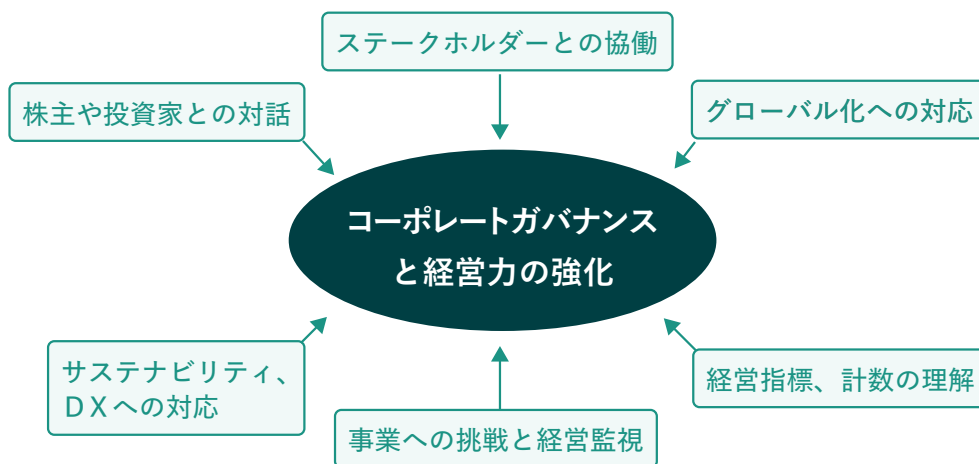 ステークホルダーとの協働
株主や投資家との対話
グローバル化への対応
コーポレートガバナンス
と経営力の強化
サステナビリティ、
ＤＸへの対応
経営指標、計数の理解
事業への挑戦と経営監視